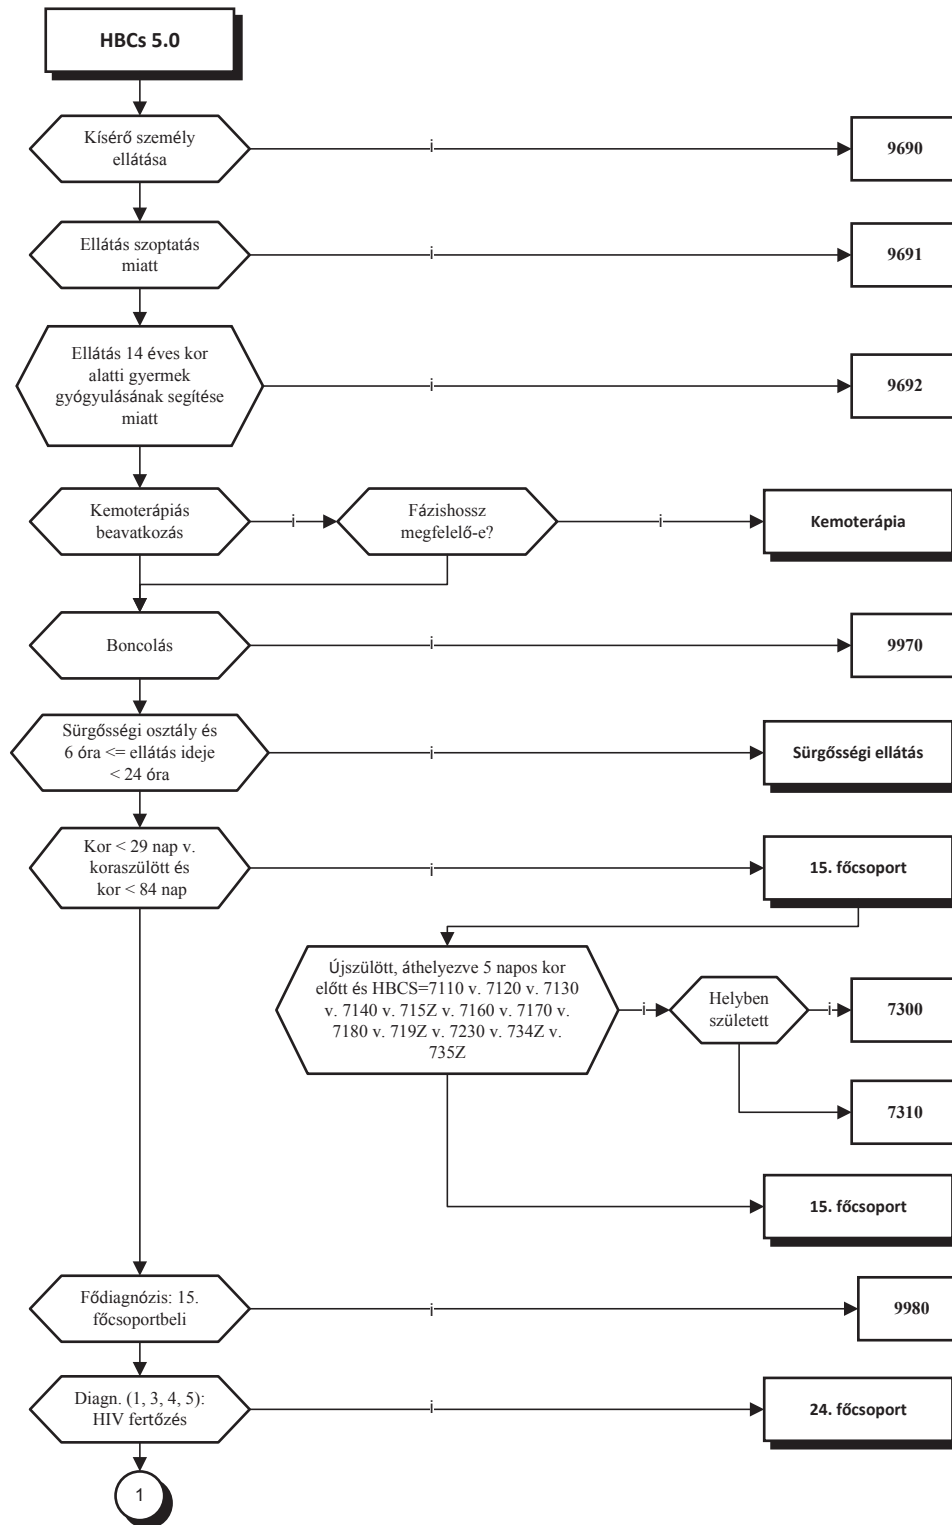 HBCs 5.0
Kísérő személy
ellátása
i
9690
Ellátás szoptatás
miatt
i
9691
Ellátás 14 éves kor
alatti gyermek
gyógyulásának segítése
miatt
i
9692
Kemoterápiás
beavatkozás
i
Fázishossz
megfelelő-e?
i
Kemoterápia
Boncolás
i
9970
Sürgősségi osztály és
6 óra <= ellátás ideje
< 24 óra
i
Sürgősségi ellátás
Kor < 29 nap v.
koraszülött és
kor < 84 nap
i
15. főcsoport
Újszülött, áthelyezve 5 napos kor
előtt és HBCS=7110 v. 7120 v. 7130
v. 7140 v. 715Z v. 7160 v. 7170 v.
7180 v. 719Z v. 7230 v. 734Z v.
735Z
i
Helyben
született
i
7300
7310
15. főcsoport
Fődiagnózis: 15.
főcsoportbeli
i
9980
Diagn. (1, 3, 4, 5):
HIV fertőzés
i
24. főcsoport
1